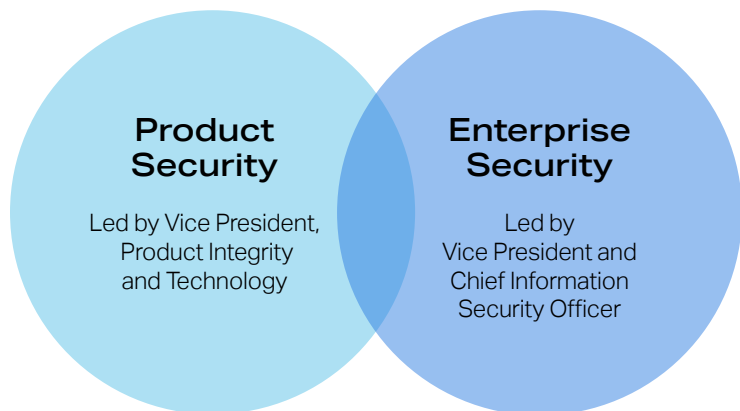 Product
Security
Led by Vice President,
Product Integrity
and Technology
Enterprise
Security
Led by
Vice President and
Chief Information
Security Officer